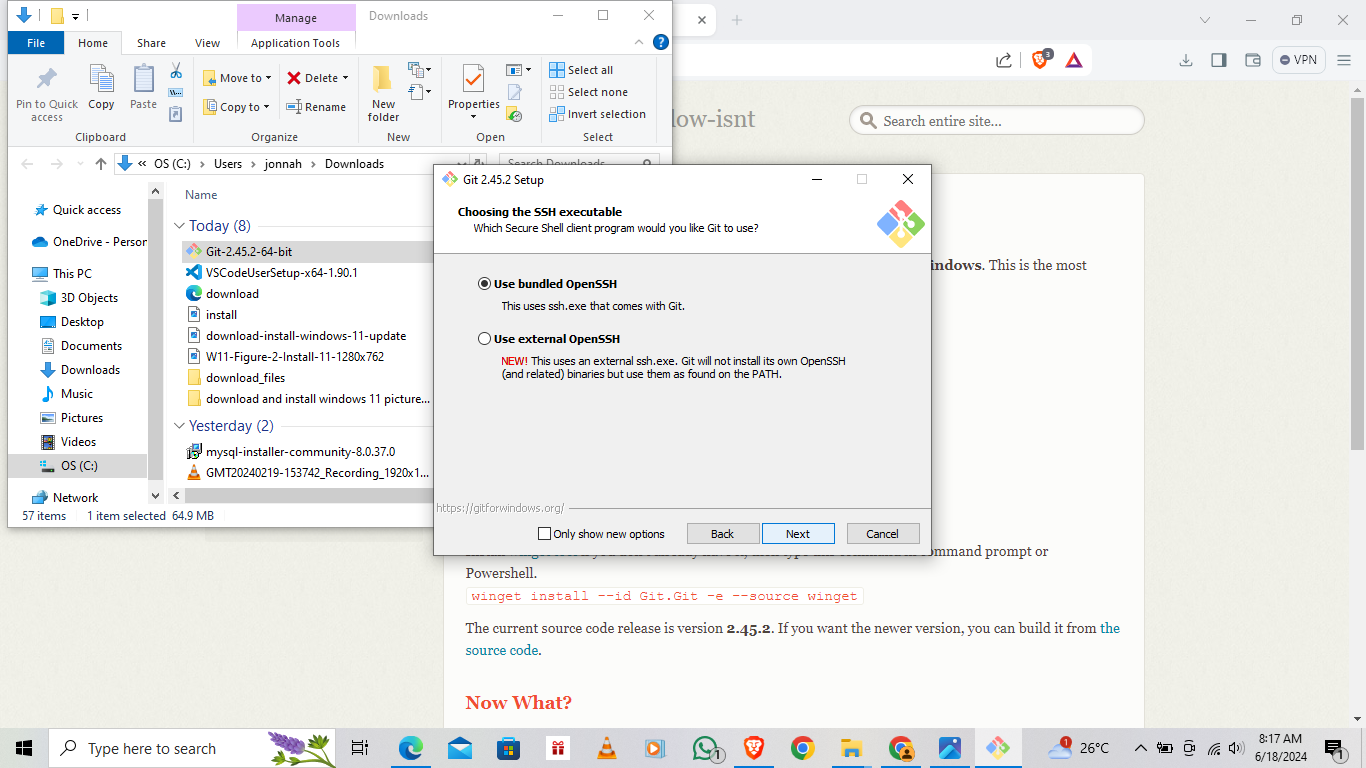 Manage
Downloads
File
Home
Share
View
Application Tools
Pin to Quick access
Copy
Paste
Clipboard
Move to
Copy to
Delete
Rename
Organize
New folder
New
Properties
Open
Select all
Select none
Invert selection
Select
VPN
3
low-isnt
Search entire site...
« OS (C:) > Users > jonnah > Downloads
Search Downloads
Quick access
OneDrive - Person
This PC
3D Objects
Desktop
Documents
Downloads
Music
Pictures
Videos
OS (C:)
Network
Name
Today (8)
Git-2.45.2-64-bit
VSCodeUserSetup-x64-1.90.1
download
install
download-install-windows-11-update
W11-Figure-2-Install-11-1280x762
download_files
download and install windows 11 picture...
Yesterday (2)
mysql-installer-community-8.0.37.0
GMT20240219-153742_Recording_1920x1...
57 items
1 item selected 64.9 MB
Git 2.45.2 Setup
Choosing the SSH executable
Which Secure Shell client program would you like Git to use?
Use bundled OpenSSH
This uses ssh.exe that comes with Git.
Use external OpenSSH
NEW! This uses an external ssh.exe. Git will not install its own OpenSSH
(and related) binaries but use them as found on the PATH.
https://gitforwindows.org/
Only show new options
Back
Next
Cancel
indows. This is the most
command prompt or
Powershell.
winget install --id Git.Git -e --source winget
The current source code release is version 2.45.2. If you want the newer version, you can build it from the
source code.
Now What?
Type here to search
1
1
26°C
8:17 AM
6/18/2024
1